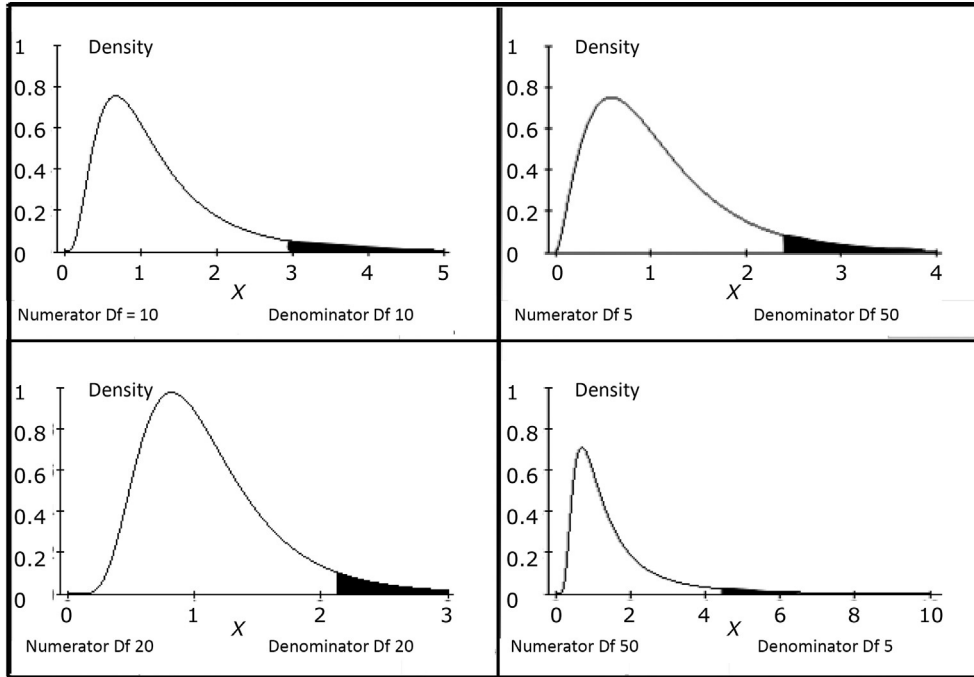 Density
1
0.8
0.6
0.4
0.2
0
0 1 2 3 4 5
X
Numerator Df = 10 Denominator Df 10
Density
1
0.8
0.6
0.4
0.2
0
0 1 2 3 4
X
Numerator Df 5 Denominator Df 50
Density
1
0.8
0.6
0.4
0.2
0
0 1 2 3
X
Numerator Df 20 Denominator Df 20
Density
1
0.8
0.6
0.4
0.2
0
0 2 4 6 8 10
X
Numerator Df 50 Denominator Df 5